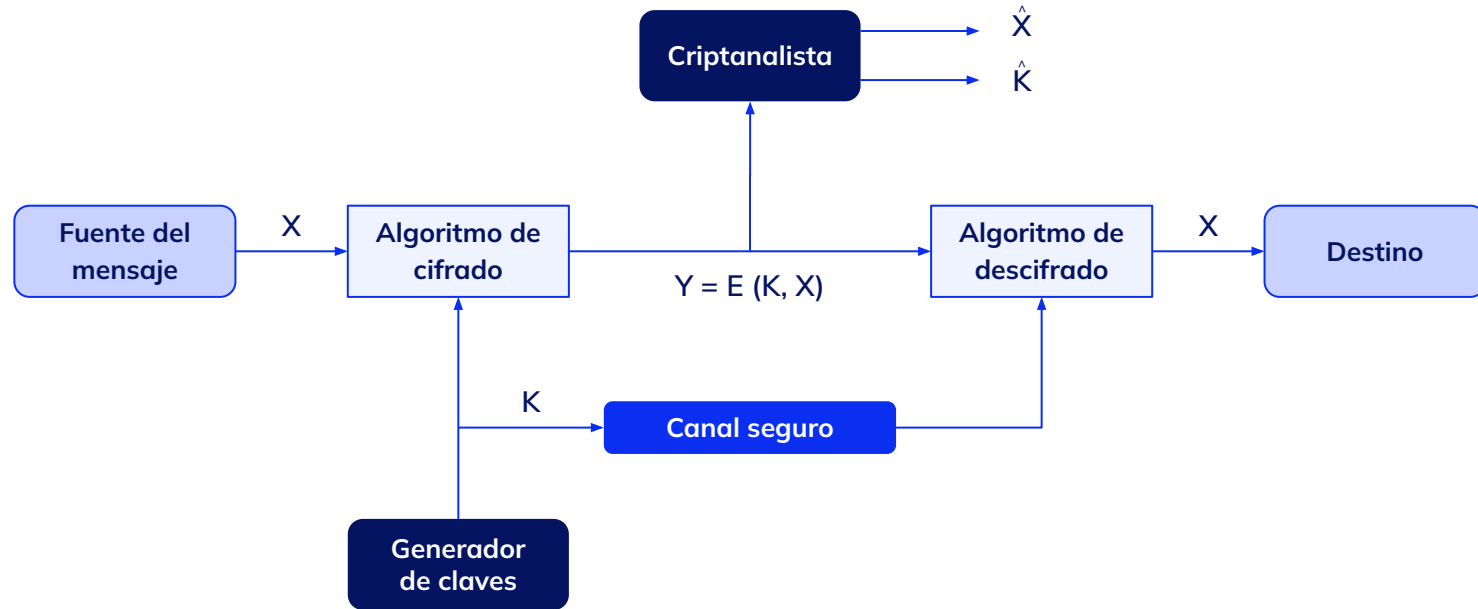 Criptanalista
X̂
K̂
Fuente del
mensaje
X
Algoritmo de
cifrado
Y = E (K, X)
Algoritmo de
descifrado
X
Destino
K
Canal seguro
Generador
de claves